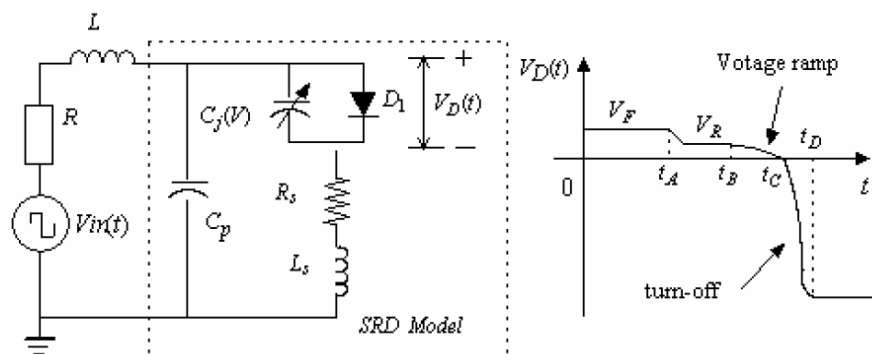 L
R
Vin(t)
C_p
C_j(V)
D_1
+
V_D(t)
−
R_s
L_s
SRD Model
V_D(t)
Votage ramp
V_F
V_R
t_D
0
t_A
t_B
t_C
t
turn-off